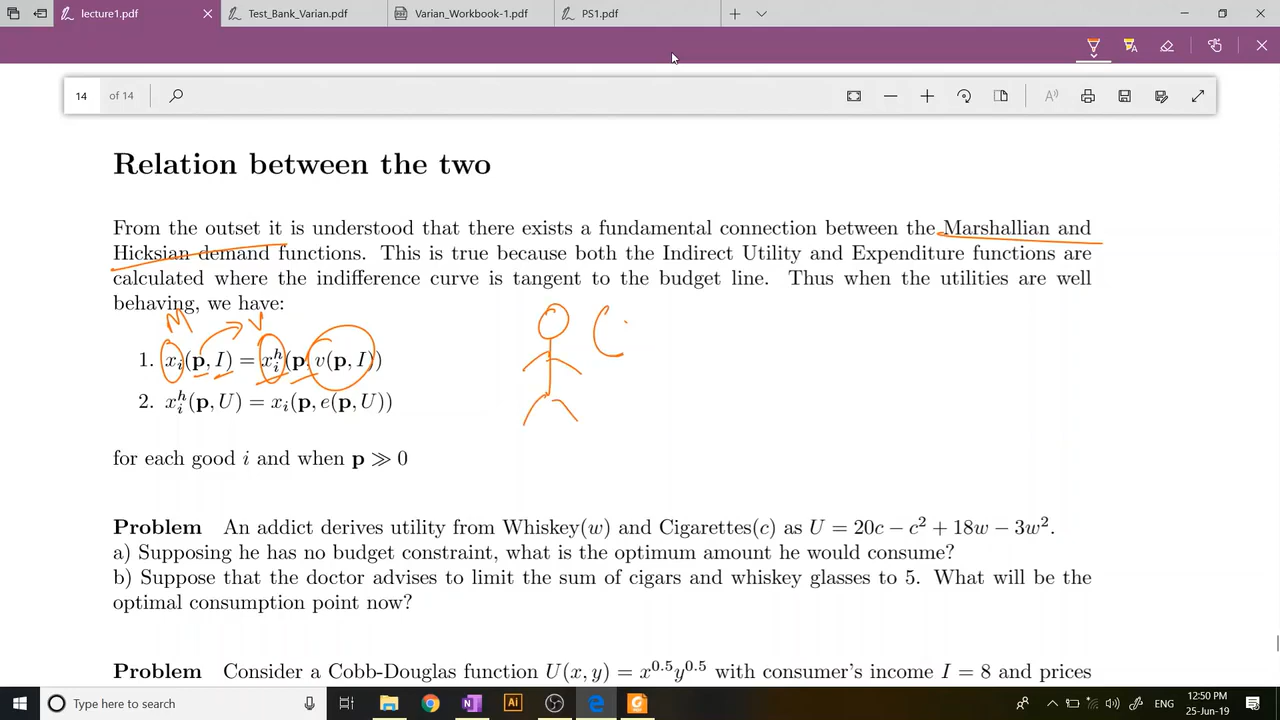 lecture1.pdf Test_Bank_Varian.pdf Varian_Workbook-1.pdf PS1.pdf
14 of 14
Relation between the two
From the outset it is understood that there exists a fundamental connection between the Marshallian and
Hicksian demand functions. This is true because both the Indirect Utility and Expenditure functions are
calculated where the indifference curve is tangent to the budget line. Thus when the utilities are well
behaving, we have:
M V
1. xᵢ(p, I) = xᵢʰ(p, v(p, I))
2. xᵢʰ(p, U) = xᵢ(p, e(p, U))
for each good i and when p ≫ 0
Problem An addict derives utility from Whiskey(w) and Cigarettes(c) as U = 20c − c² + 18w − 3w².
a) Supposing he has no budget constraint, what is the optimum amount he would consume?
b) Suppose that the doctor advises to limit the sum of cigars and whiskey glasses to 5. What will be the
optimal consumption point now?
Problem Consider a Cobb-Douglas function U(x, y) = x⁰·⁵y⁰·⁵ with consumer's income I = 8 and prices
Type here to search
ENG
12:50 PM
25-Jun-19